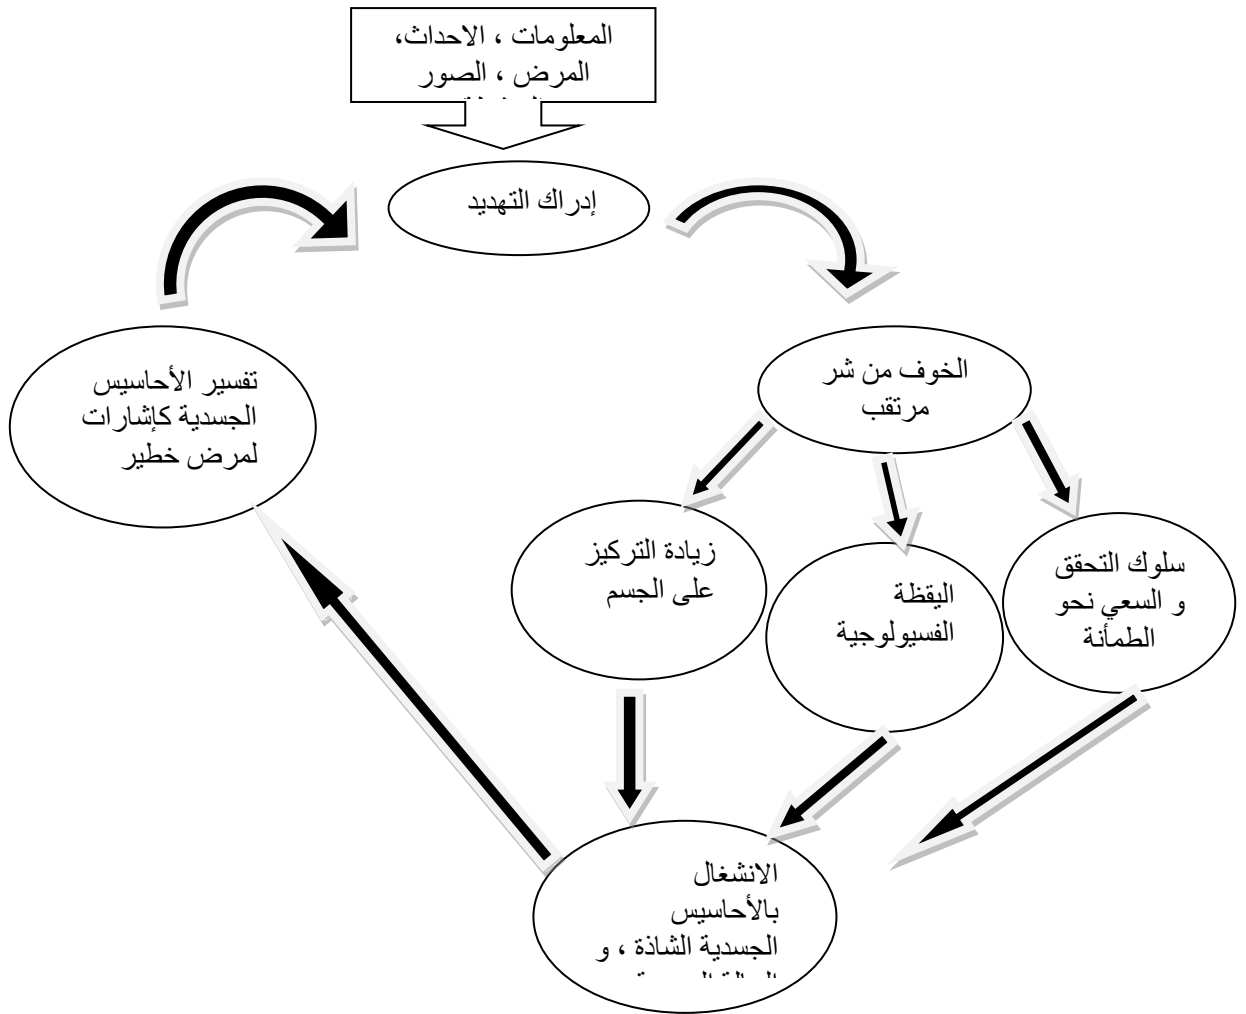 المعلومات ، الاحداث،
المرض ، الصور
إدراك التهديد
الخوف من شر
مرتقب
تفسير الأحاسيس
الجسدية كإشارات
لمرض خطير
زيادة التركيز
على الجسم
اليقظة
الفسيولوجية
سلوك التحقق
و السعي نحو
الطمأنة
الانشغال
بالأحاسيس
الجسدية الشاذة ، و